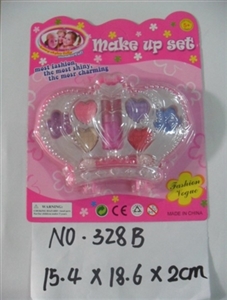 Make up set
most fashion,
the most shiny,
the most charming
Fashion
Vogue
WARNING
MADE IN CHINA
NO. 328B
15.4 X 18.6 X 2cm